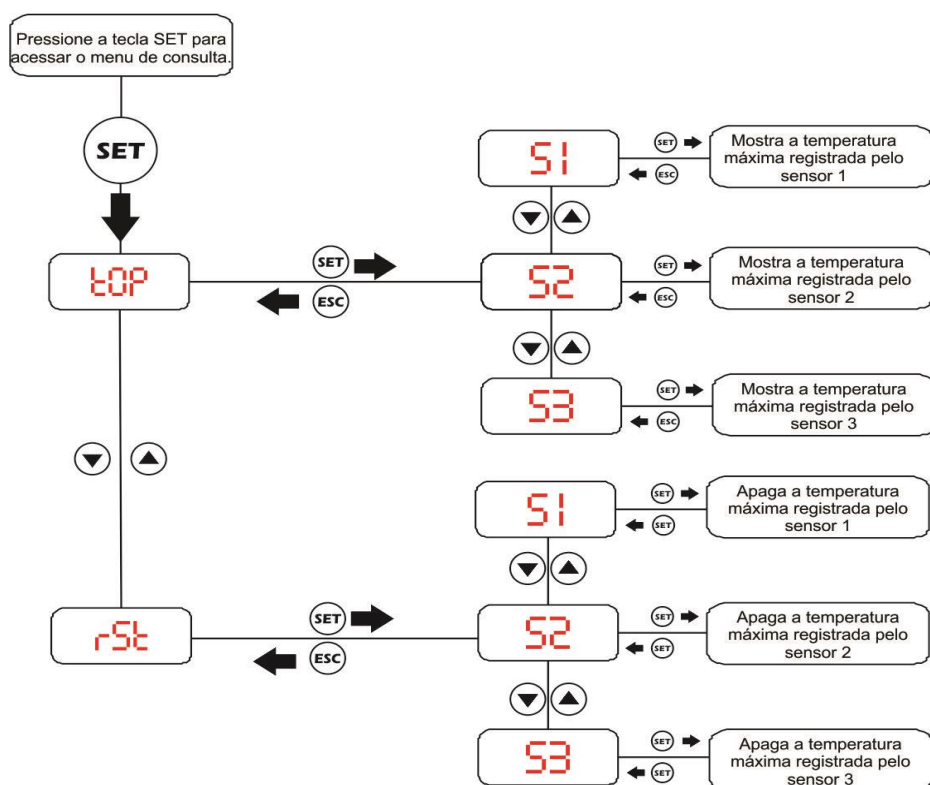 Pressione a tecla SET para
acessar o menu de consulta.
SET
tOP
SET
ESC
S1
SET
ESC
Mostra a temperatura
máxima registrada pelo
sensor 1
S2
SET
ESC
Mostra a temperatura
máxima registrada pelo
sensor 2
S3
SET
ESC
Mostra a temperatura
máxima registrada pelo
sensor 3
rSt
SET
ESC
S1
SET
SET
Apaga a temperatura
máxima registrada pelo
sensor 1
S2
SET
SET
Apaga a temperatura
máxima registrada pelo
sensor 2
S3
SET
SET
Apaga a temperatura
máxima registrada pelo
sensor 3